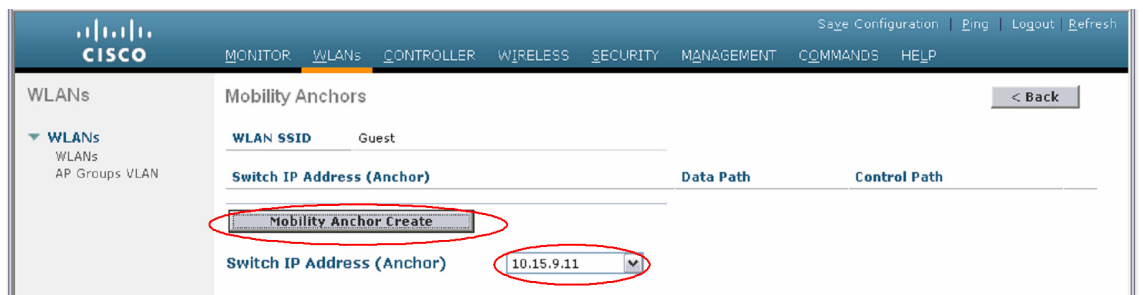 Save Configuration | Ping | Logout | Refresh
CISCO
MONITOR WLANs CONTROLLER WIRELESS SECURITY MANAGEMENT COMMANDS HELP
WLANs
Mobility Anchors
< Back
WLANs
WLANs
AP Groups VLAN
WLAN SSID Guest
Switch IP Address (Anchor) Data Path Control Path
Mobility Anchor Create
Switch IP Address (Anchor) 10.15.9.11